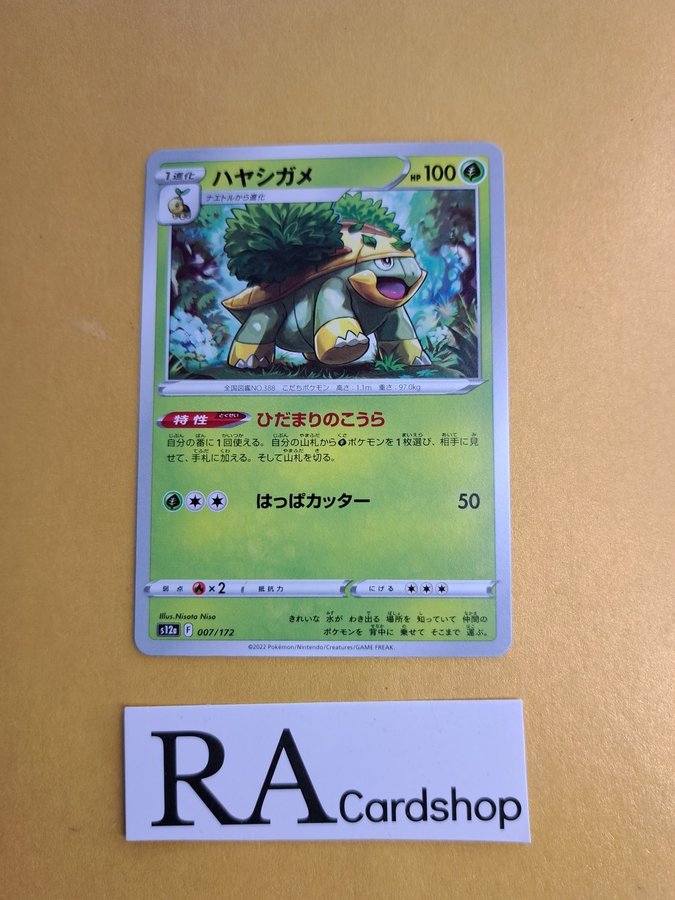 1進化 ハヤシガメ HP 100
ナエトルから進化
全国図鑑NO.388 こだちポケモン 高さ：1.1m 重さ：97.0kg
特性 とくせい ひだまりのこうら
自分の番に1回使える。自分の山札からポケモンを1枚選び、相手に見
せて、手札に加える。そして山札を切る。
はっぱカッター 50
弱点 ×2 抵抗力 にげる
Illus.Nisota Niso
きれいな 水が わき出る 場所を 知っていて 仲間の
ポケモンを 背中に 乗せて そこまで 運ぶ。
s12a F 007/172
©2022 Pokémon/Nintendo/Creatures/GAME FREAK.
RA Cardshop